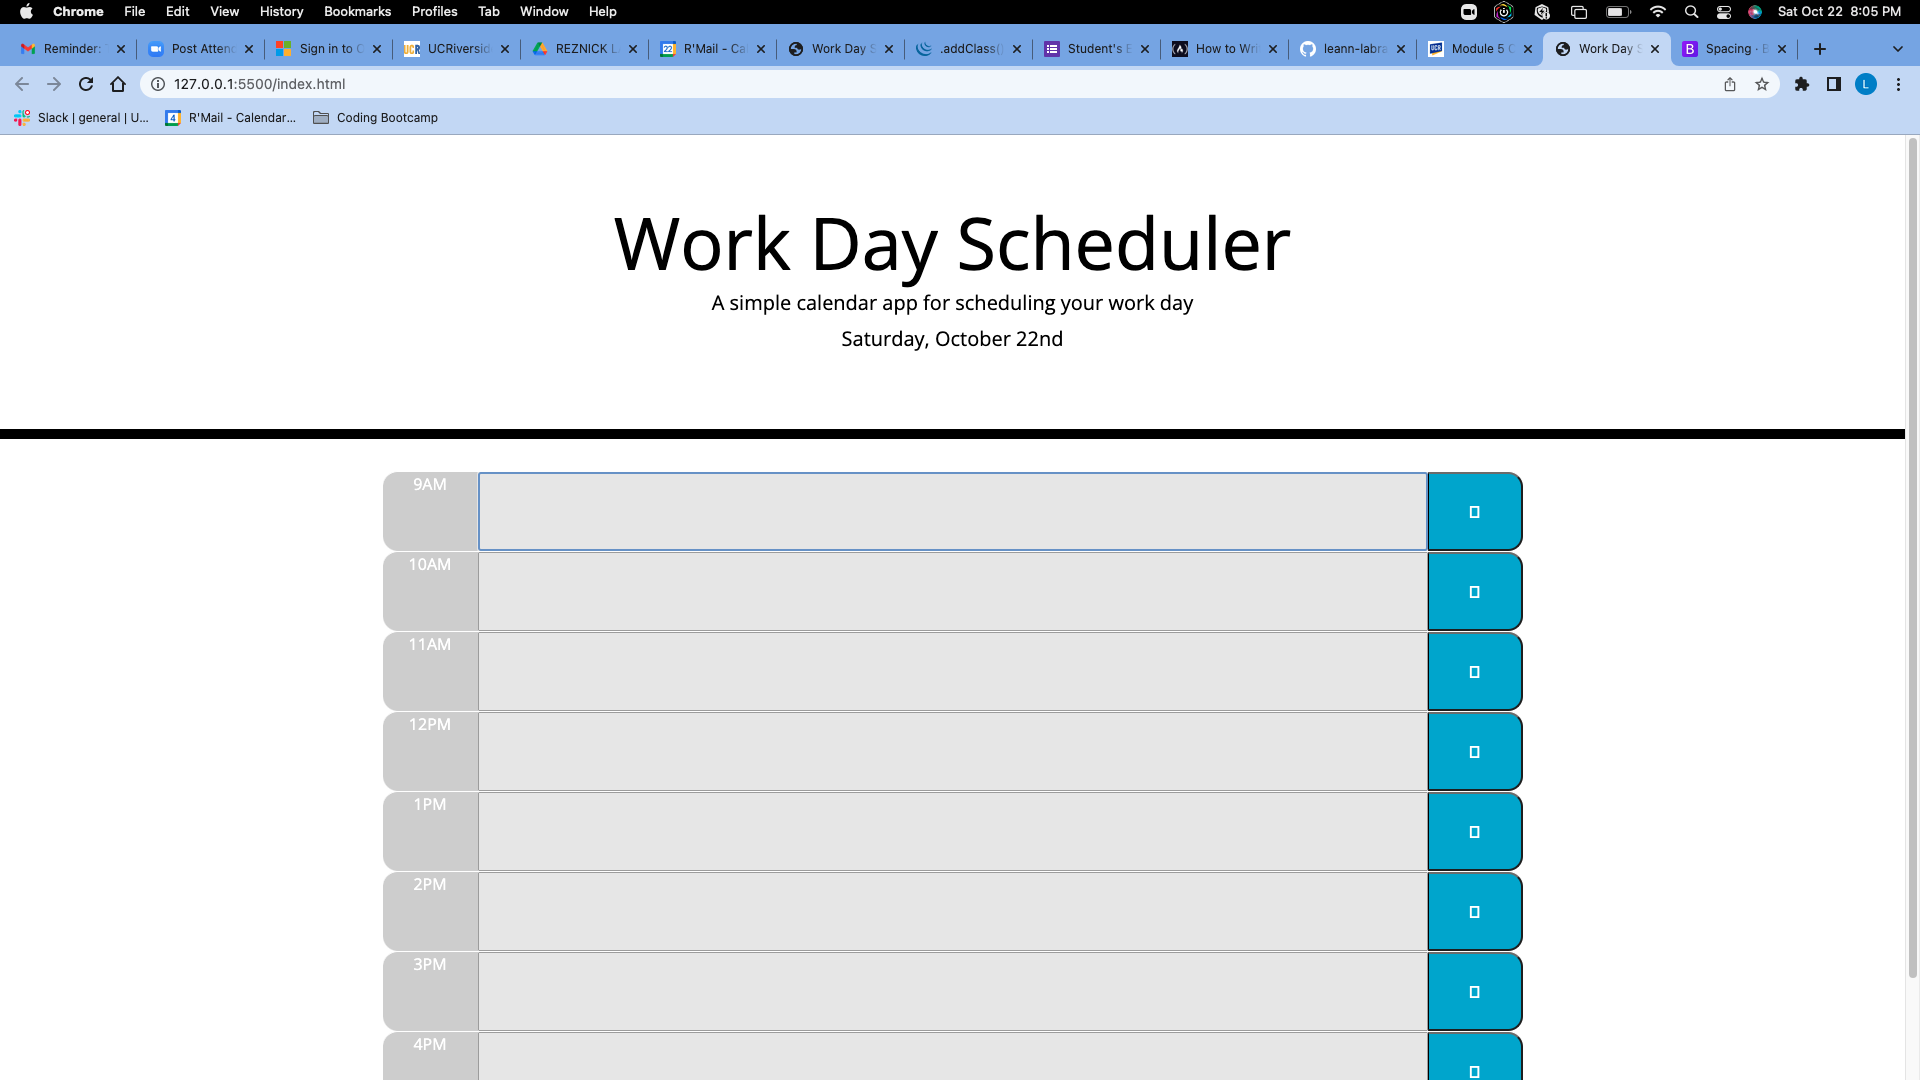 Chrome File Edit View History Bookmarks Profiles Tab Window Help Sat Oct 22 8:05 PM
Reminder: Post Attend Sign in to C UCRiversid REZNICK L R'Mail - Cal Work Day S .addClass( Student's E How to Wri leann-labra Module 5 C Work Day S Spacing · B
127.0.0.1:5500/index.html L
Slack | general | U... 4 R'Mail - Calendar... Coding Bootcamp
Work Day Scheduler
A simple calendar app for scheduling your work day
Saturday, October 22nd
9AM
10AM
11AM
12PM
1PM
2PM
3PM
4PM